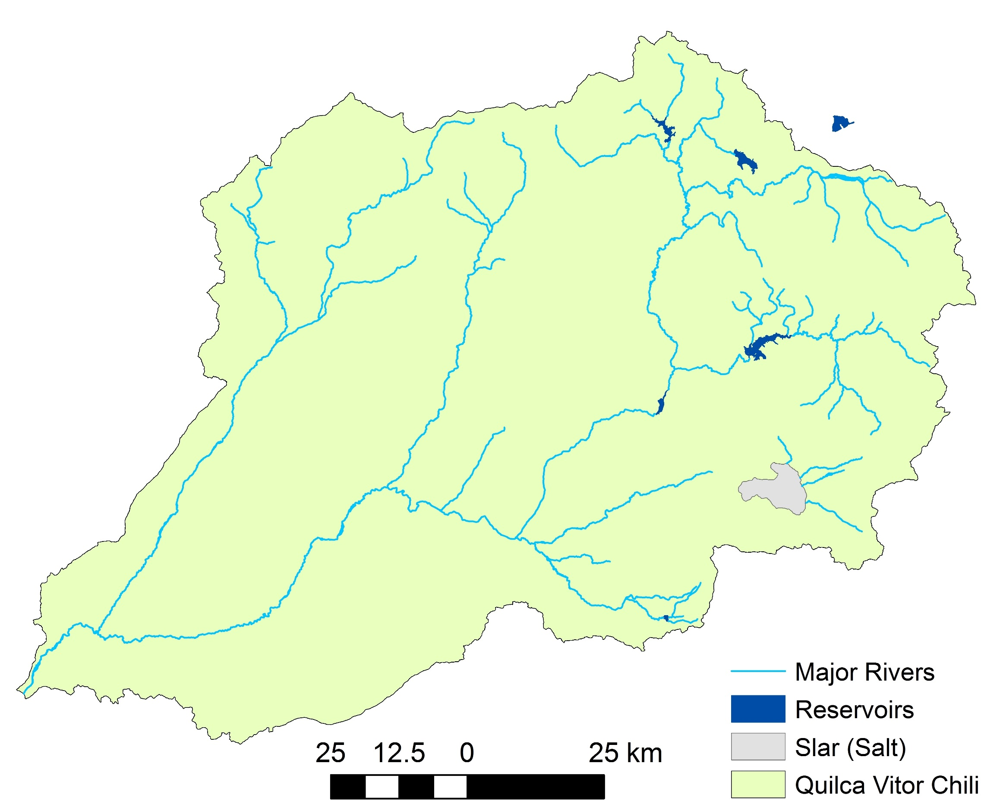 Major Rivers
Reservoirs
Slar (Salt)
Quilca Vitor Chili
25 12.5 0 25 km